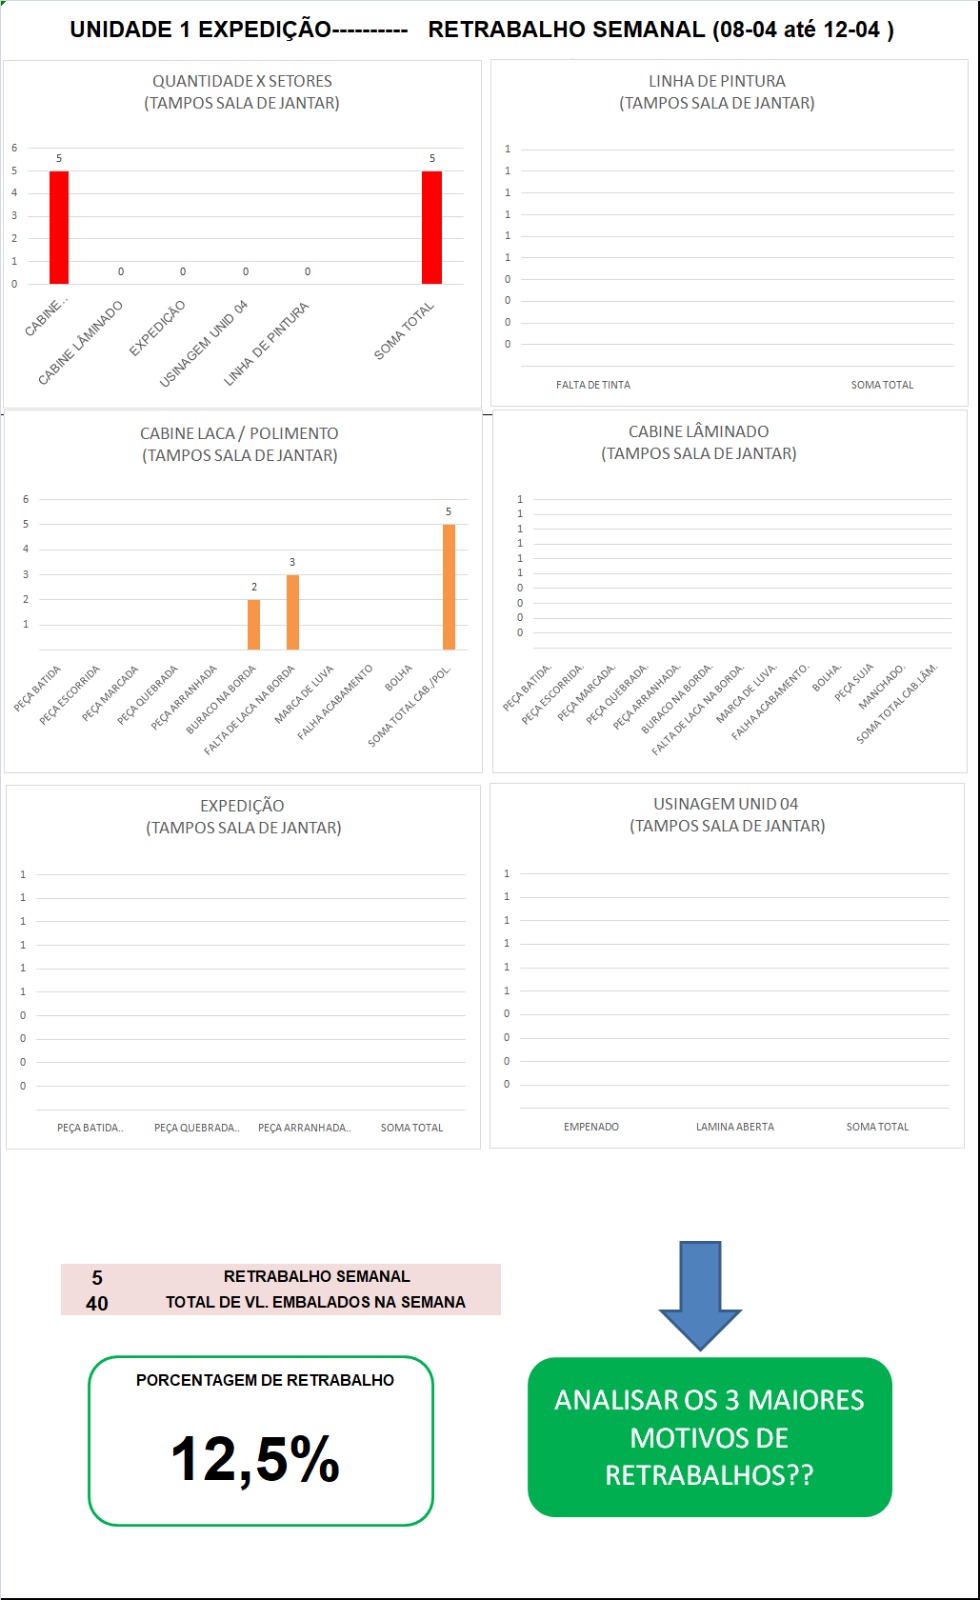 UNIDADE 1 EXPEDIÇÃO---------- RETRABALHO SEMANAL (08-04 até 12-04 )
QUANTIDADE X SETORES
(TAMPOS SALA DE JANTAR)
6
5
4
3
2
1
0
5
0
0
0
0
5
CABINE..
CABINE LÂMINADO
EXPEDIÇÃO
USINAGEM UNID 04
LINHA DE PINTURA
SOMA TOTAL
LINHA DE PINTURA
(TAMPOS SALA DE JANTAR)
1
1
1
1
1
1
0
0
0
0
FALTA DE TINTA
SOMA TOTAL
CABINE LACA / POLIMENTO
(TAMPOS SALA DE JANTAR)
6
5
4
3
2
1
2
3
5
PEÇA BATIDA
PEÇA ESCORRIDA
PEÇA MARCADA
PEÇA QUEBRADA
PEÇA ARRANHADA
BURACO NA BORDA
FALTA DE LACA NA BORDA
MARCA DE LUVA
FALHA ACABAMENTO
BOLHA
SOMA TOTAL CAB./POL.
CABINE LÂMINADO
(TAMPOS SALA DE JANTAR)
1
1
1
1
1
1
0
0
0
0
PEÇA BATIDA.
PEÇA ESCORRIDA.
PEÇA MARCADA.
PEÇA QUEBRADA.
PEÇA ARRANHADA.
BURACO NA BORDA.
FALTA DE LACA NA BORDA.
MARCA DE LUVA.
FALHA ACABAMENTO.
BOLHA.
PEÇA SUJA
MANCHADO.
SOMA TOTAL CAB.LÂM.
EXPEDIÇÃO
(TAMPOS SALA DE JANTAR)
1
1
1
1
1
1
0
0
0
0
PEÇA BATIDA..
PEÇA QUEBRADA..
PEÇA ARRANHADA..
SOMA TOTAL
USINAGEM UNID 04
(TAMPOS SALA DE JANTAR)
1
1
1
1
1
1
0
0
0
0
EMPENADO
LAMINA ABERTA
SOMA TOTAL
5 RETRABALHO SEMANAL
40 TOTAL DE VL. EMBALADOS NA SEMANA
PORCENTAGEM DE RETRABALHO
12,5%
ANALISAR OS 3 MAIORES
MOTIVOS DE
RETRABALHOS??